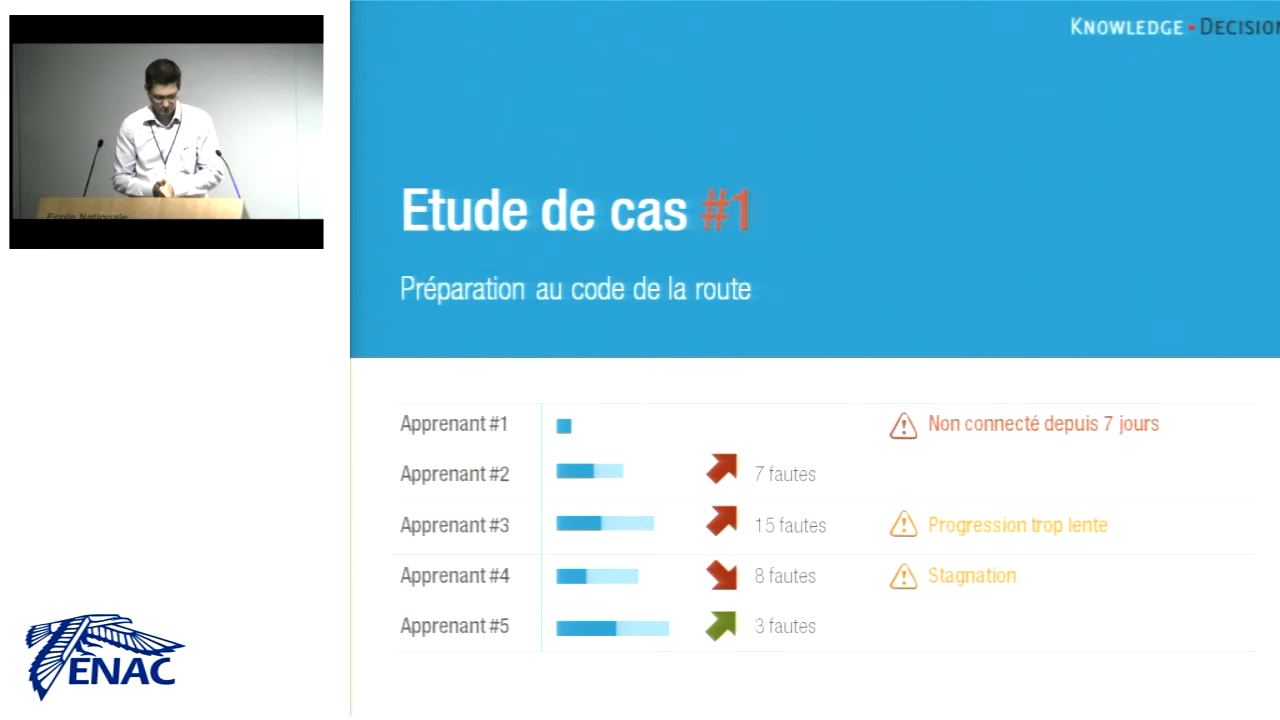 KNOWLEDGE ▪ DECISION
Ecole Nationale
Etude de cas #1
Préparation au code de la route
Apprenant #1 Non connecté depuis 7 jours
Apprenant #2 7 fautes
Apprenant #3 15 fautes Progression trop lente
Apprenant #4 8 fautes Stagnation
Apprenant #5 3 fautes
ENAC